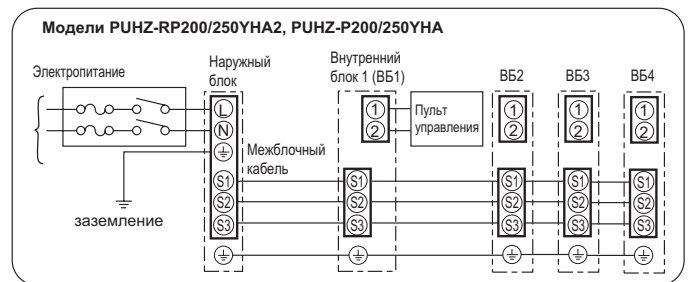 Модели PUHZ-RP200/250YHA2, PUHZ-P200/250YHA
Электропитание
Наружный
блок
Внутренний
блок 1 (ВБ1)
ВБ2
ВБ3
ВБ4
L
N
заземление
Межблочный
кабель
S1
S2
S3
1
2
Пульт
управления
S1
S2
S3
1
2
S1
S2
S3
1
2
S1
S2
S3
1
2
S1
S2
S3